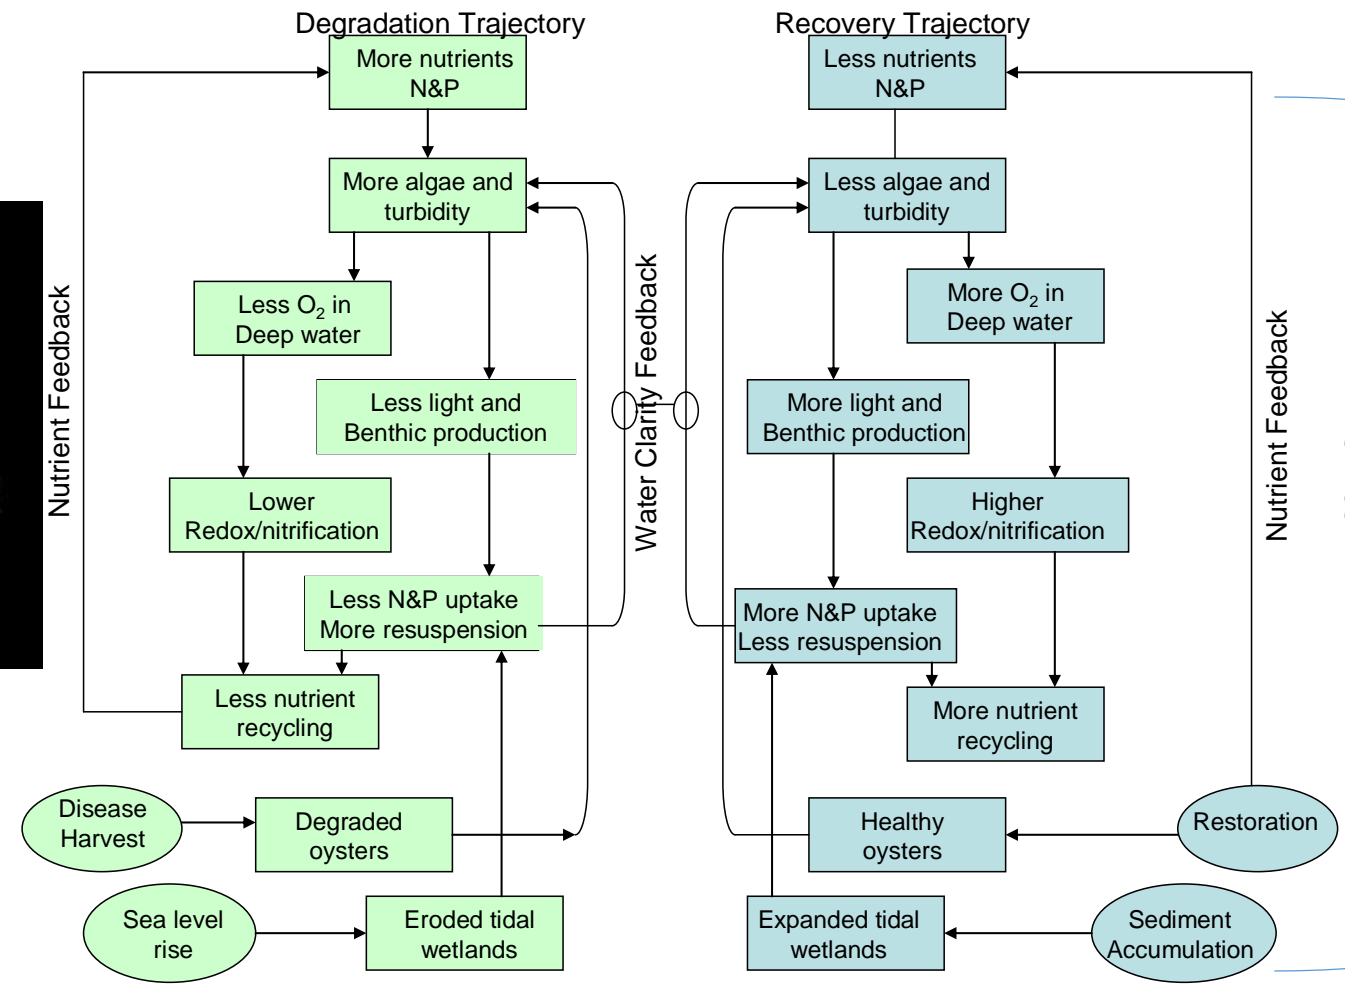 Degradation Trajectory
More nutrients
N&P
More algae and
turbidity
Less O₂ in
Deep water
Less light and
Benthic production
Lower
Redox/nitrification
Less N&P uptake
More resuspension
Less nutrient
recycling
Disease
Harvest
Degraded
oysters
Sea level
rise
Eroded tidal
wetlands
Nutrient Feedback
Water Clarity Feedback
Recovery Trajectory
Less nutrients
N&P
Less algae and
turbidity
More O₂ in
Deep water
More light and
Benthic production
Higher
Redox/nitrification
More N&P uptake
Less resuspension
More nutrient
recycling
Healthy
oysters
Restoration
Expanded tidal
wetlands
Sediment
Accumulation
Nutrient Feedback